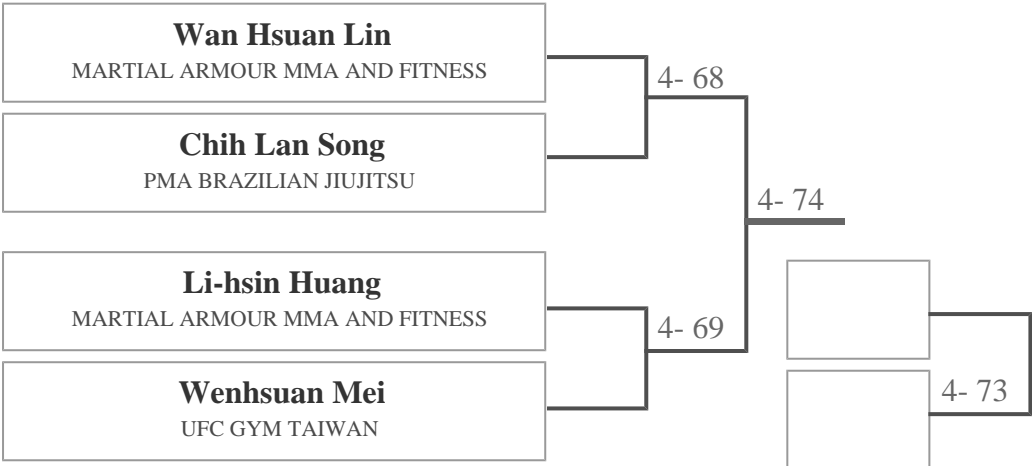 Wan Hsuan Lin
MARTIAL ARMOUR MMA AND FITNESS
4- 68
Chih Lan Song
PMA BRAZILIAN JIUJITSU
4- 74
Li-hsin Huang
MARTIAL ARMOUR MMA AND FITNESS
4- 69
Wenhsuan Mei
UFC GYM TAIWAN
4- 73